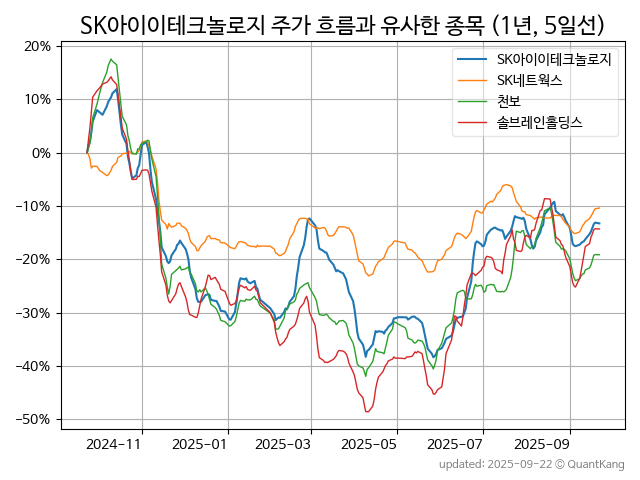 SK아이이테크놀로지 주가 흐름과 유사한 종목 (1년, 5일선)
20%
10%
0%
−10%
−20%
−30%
−40%
−50%
SK아이이테크놀로지
SK네트웍스
천보
솔브레인홀딩스
2024-11
2025-01
2025-03
2025-05
2025-07
2025-09
updated: 2025-09-22 © QuantKang